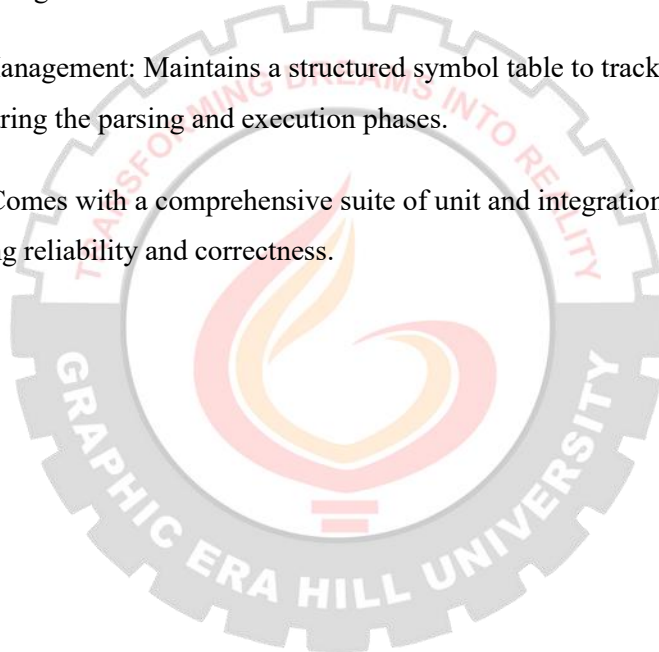 anagement: Maintains a structured symbol table to track
ring the parsing and execution phases.
Comes with a comprehensive suite of unit and integration
g reliability and correctness.
TRANSFORMING DREAMS INTO REALITY
GRAPHIC ERA HILL UNIVERSITY